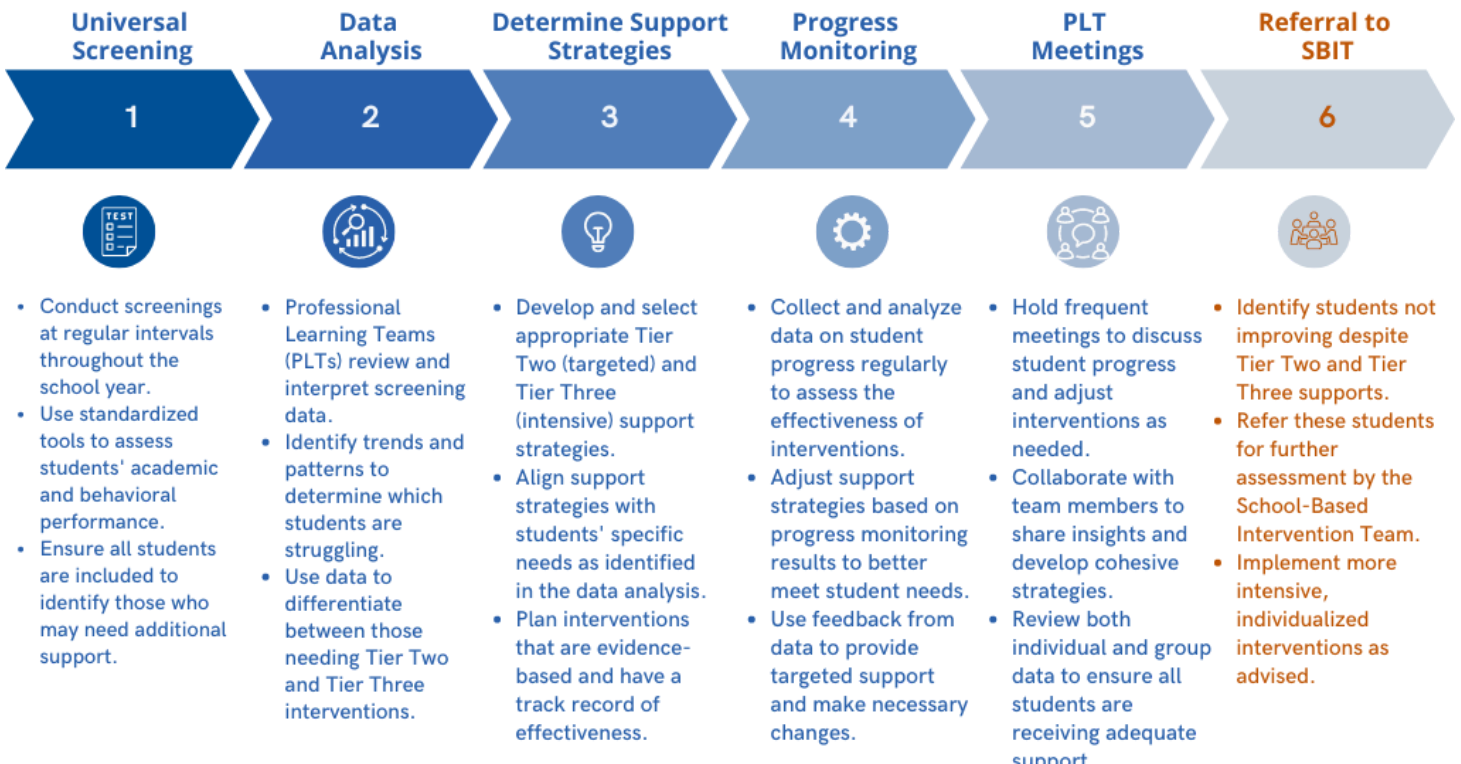 Universal
Screening
Data
Analysis
Determine Support
Strategies
Progress
Monitoring
PLT
Meetings
Referral to
SBIT
1
2
3
4
5
6
TEST
• Conduct screenings
at regular intervals
throughout the
school year.
• Use standardized
tools to assess
students' academic
and behavioral
performance.
• Ensure all students
are included to
identify those who
may need additional
support.
• Professional
Learning Teams
(PLTs) review and
interpret screening
data.
• Identify trends and
patterns to
determine which
students are
struggling.
• Use data to
differentiate
between those
needing Tier Two
and Tier Three
interventions.
• Develop and select
appropriate Tier
Two (targeted) and
Tier Three
(intensive) support
strategies.
• Align support
strategies with
students' specific
needs as identified
in the data analysis.
• Plan interventions
that are evidence-
based and have a
track record of
effectiveness.
• Collect and analyze
data on student
progress regularly
to assess the
effectiveness of
interventions.
• Adjust support
strategies based on
progress monitoring
results to better
meet student needs.
• Use feedback from
data to provide
targeted support
and make necessary
changes.
• Hold frequent
meetings to discuss
student progress
and adjust
interventions as
needed.
• Collaborate with
team members to
share insights and
develop cohesive
strategies.
• Review both
individual and group
data to ensure all
students are
receiving adequate
support
• Identify students not
improving despite
Tier Two and Tier
Three supports.
• Refer these students
for further
assessment by the
School-Based
Intervention Team.
• Implement more
intensive,
individualized
interventions as
advised.